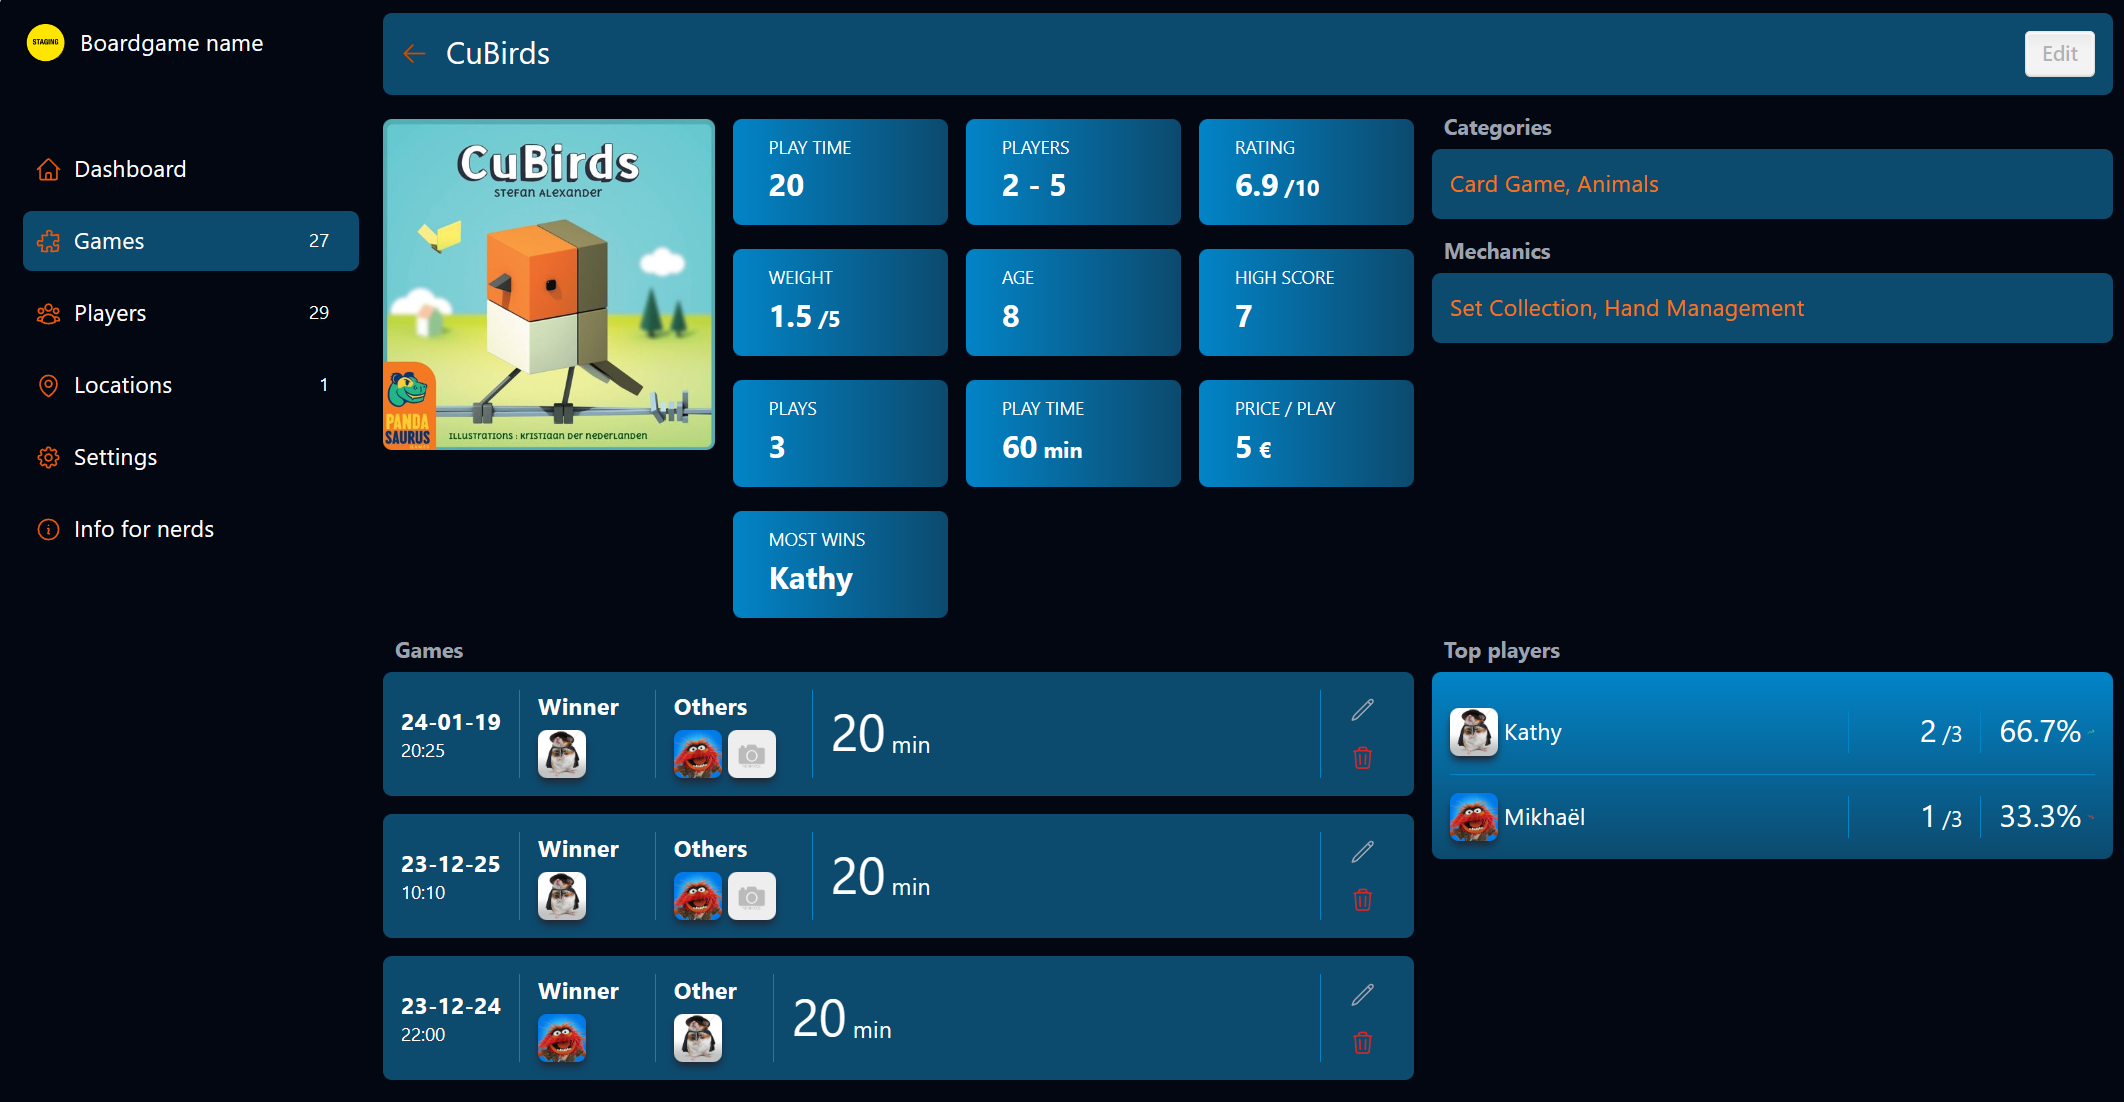 STAGING
Boardgame name
Dashboard
Games 27
Players 29
Locations 1
Settings
Info for nerds
CuBirds
Edit
CuBirds
STEFAN ALEXANDER
PANDA
SAURUS
GAMES
ILLUSTRATIONS : KRISTIAAN DER NEDERLANDEN
PLAY TIME
20
PLAYERS
2 - 5
RATING
6.9 /10
WEIGHT
1.5 /5
AGE
8
HIGH SCORE
7
PLAYS
3
PLAY TIME
60 min
PRICE / PLAY
5 €
MOST WINS
Kathy
Categories
Card Game, Animals
Mechanics
Set Collection, Hand Management
Games
24-01-19
20:25
Winner
Others
20 min
23-12-25
10:10
Winner
Others
20 min
23-12-24
22:00
Winner
Other
20 min
Top players
Kathy 2 /3 66.7%
Mikhaël 1 /3 33.3%